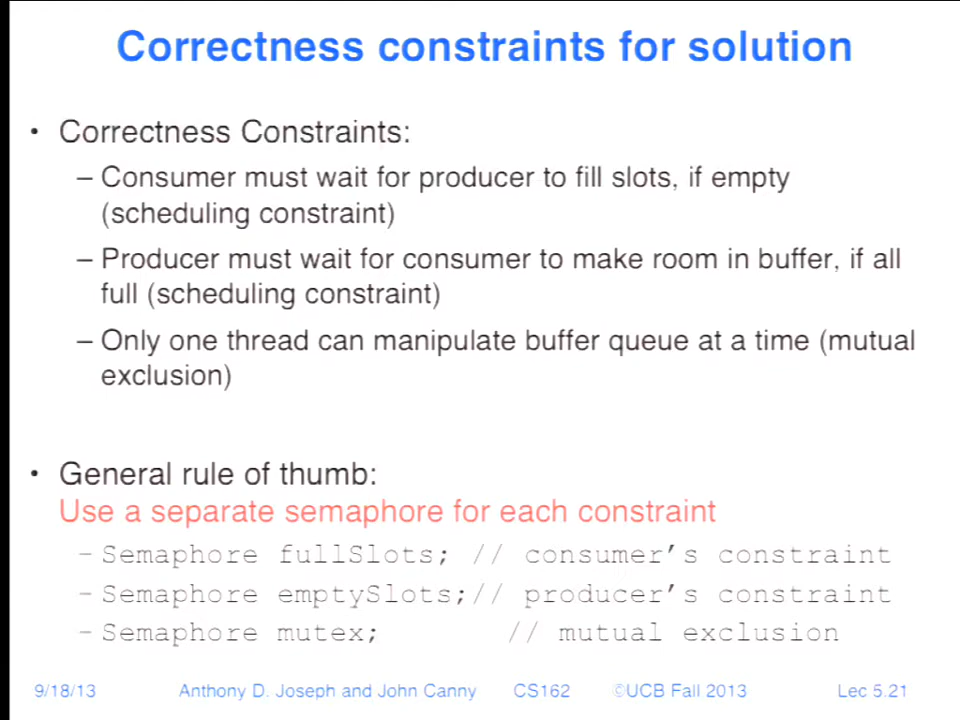 Correctness constraints for solution
• Correctness Constraints:
– Consumer must wait for producer to fill slots, if empty
(scheduling constraint)
– Producer must wait for consumer to make room in buffer, if all
full (scheduling constraint)
– Only one thread can manipulate buffer queue at a time (mutual
exclusion)
• General rule of thumb:
Use a separate semaphore for each constraint
– Semaphore fullSlots; // consumer's constraint
– Semaphore emptySlots;// producer's constraint
– Semaphore mutex; // mutual exclusion
9/18/13 Anthony D. Joseph and John Canny CS162 ©UCB Fall 2013 Lec 5.21